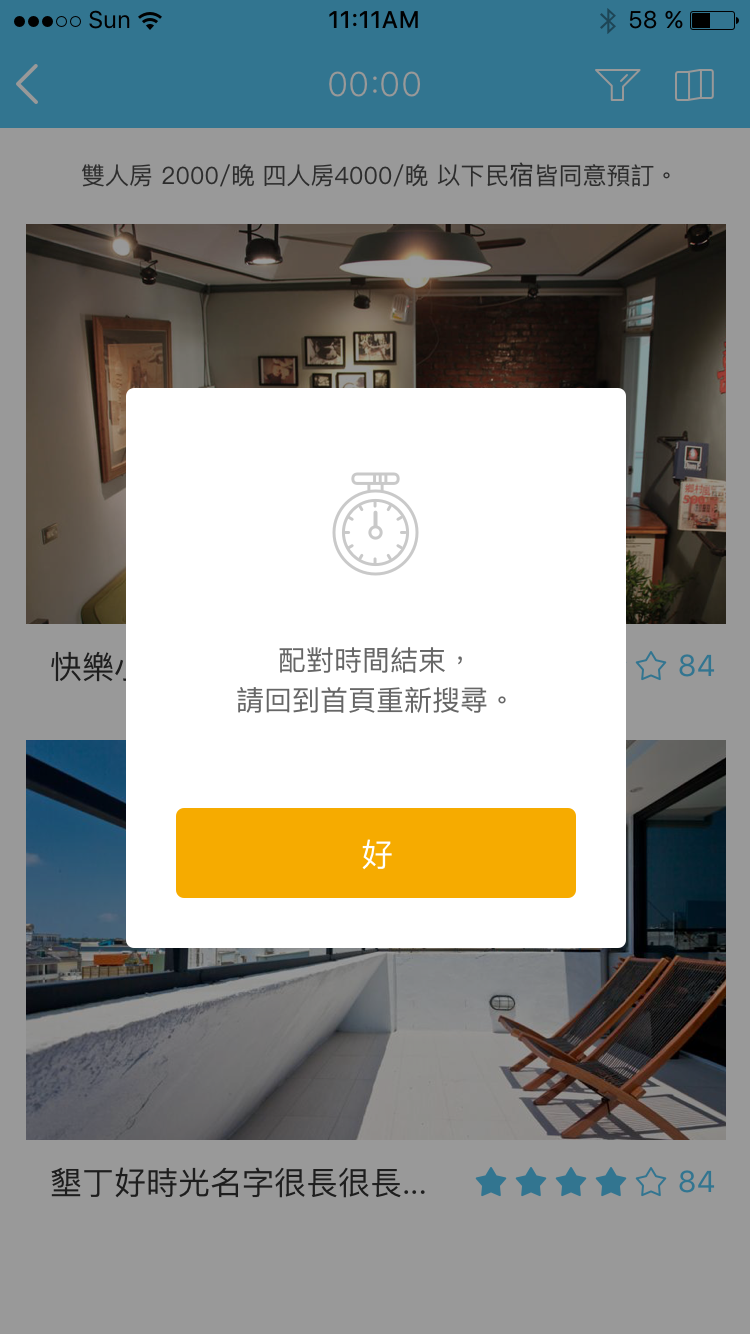 Sun 11:11AM 58 %
00:00
雙人房 2000/晚 四人房4000/晚 以下民宿皆同意預訂。
配對時間結束，
請回到首頁重新搜尋。
好
快樂小 84
墾丁好時光名字很長很長... 84